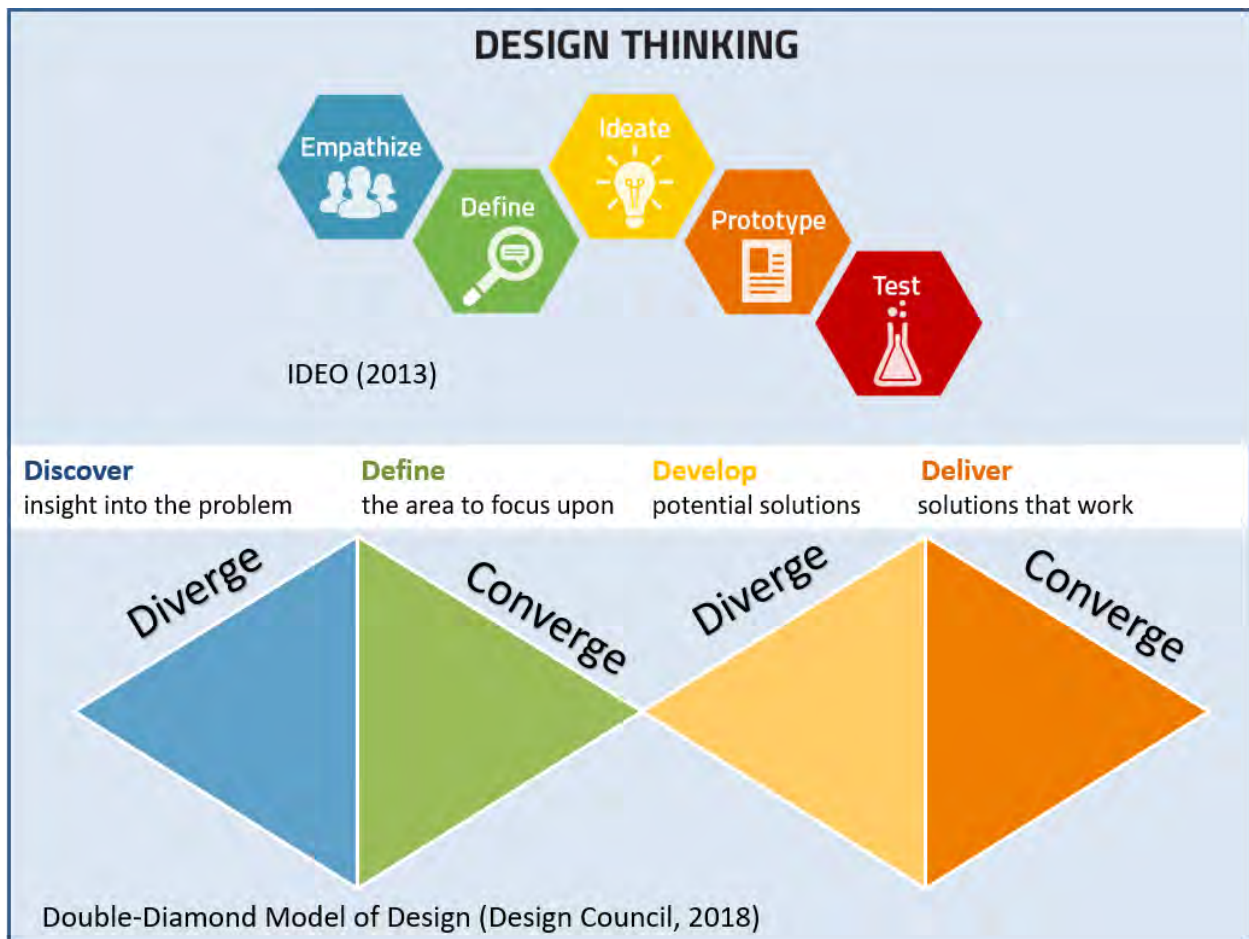 DESIGN THINKING
Empathize
Define
Ideate
Prototype
Test
IDEO (2013)
Discover
insight into the problem
Define
the area to focus upon
Develop
potential solutions
Deliver
solutions that work
Diverge
Converge
Diverge
Converge
Double-Diamond Model of Design (Design Council, 2018)